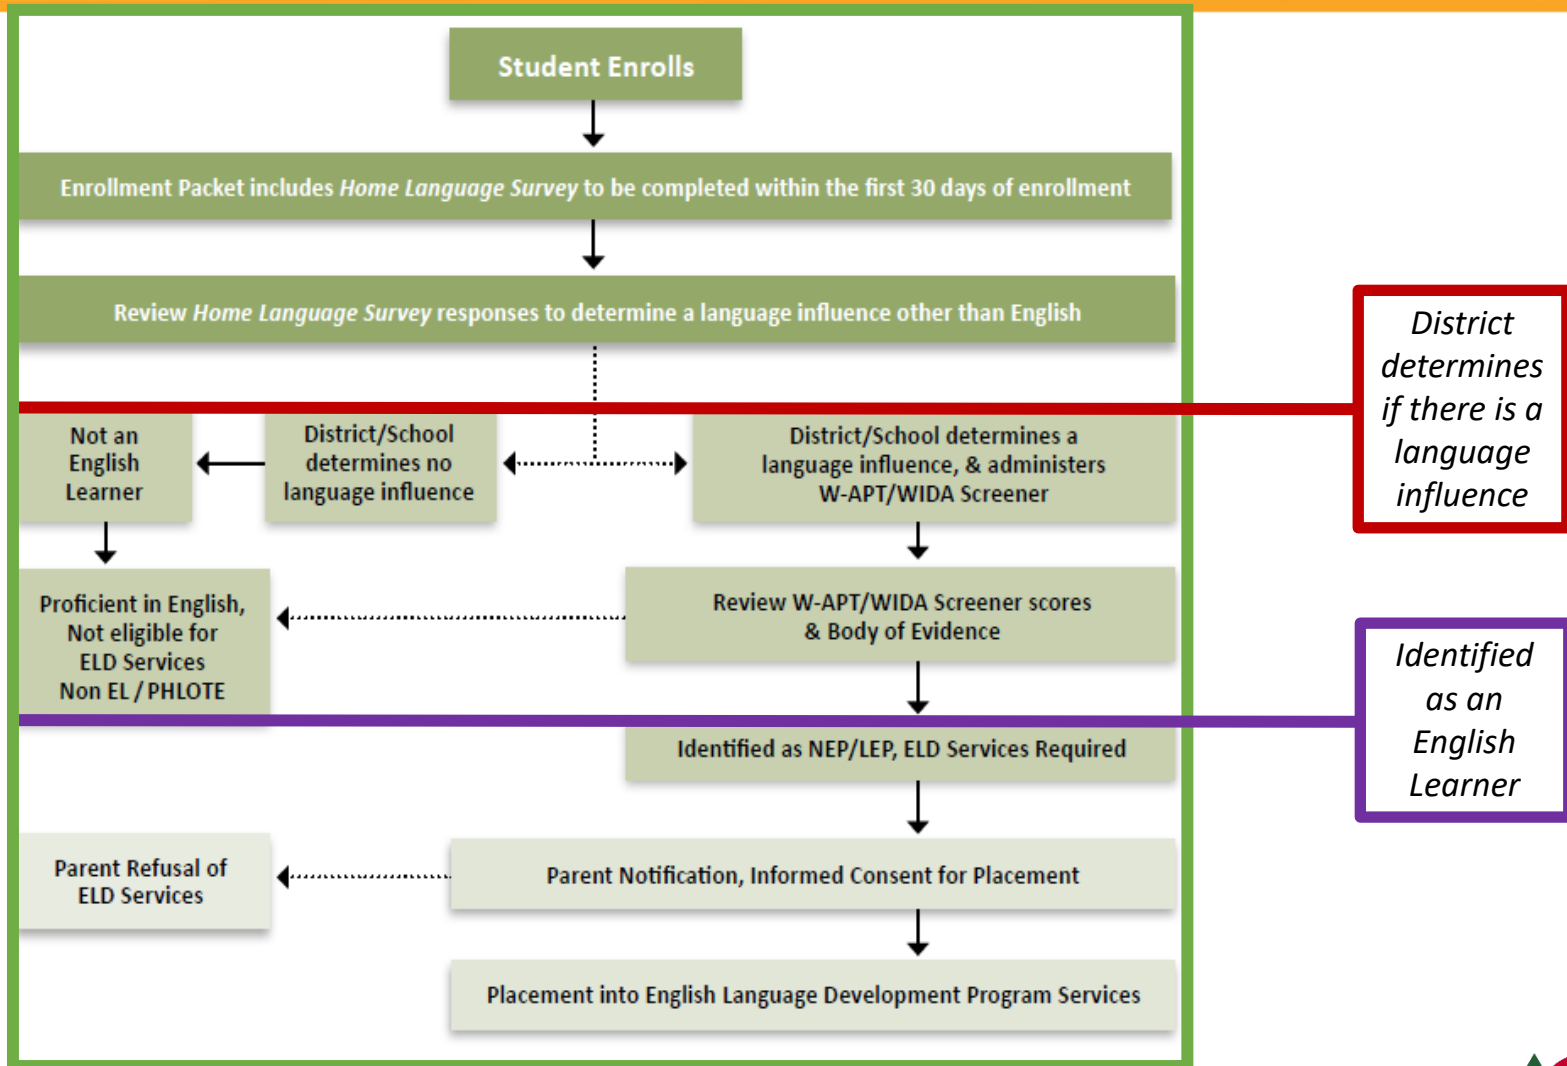 Student Enrolls
Enrollment Packet includes Home Language Survey to be completed within the first 30 days of enrollment
Review Home Language Survey responses to determine a language influence other than English
Not an
English
Learner
District/School
determines no
language influence
District/School determines a
language influence, & administers
W-APT/WIDA Screener
District
determines
if there is a
language
influence
Proficient in English,
Not eligible for
ELD Services
Non EL / PHLOTE
Review W-APT/WIDA Screener scores
& Body of Evidence
Identified
as an
English
Learner
Identified as NEP/LEP, ELD Services Required
Parent Refusal of
ELD Services
Parent Notification, Informed Consent for Placement
Placement into English Language Development Program Services